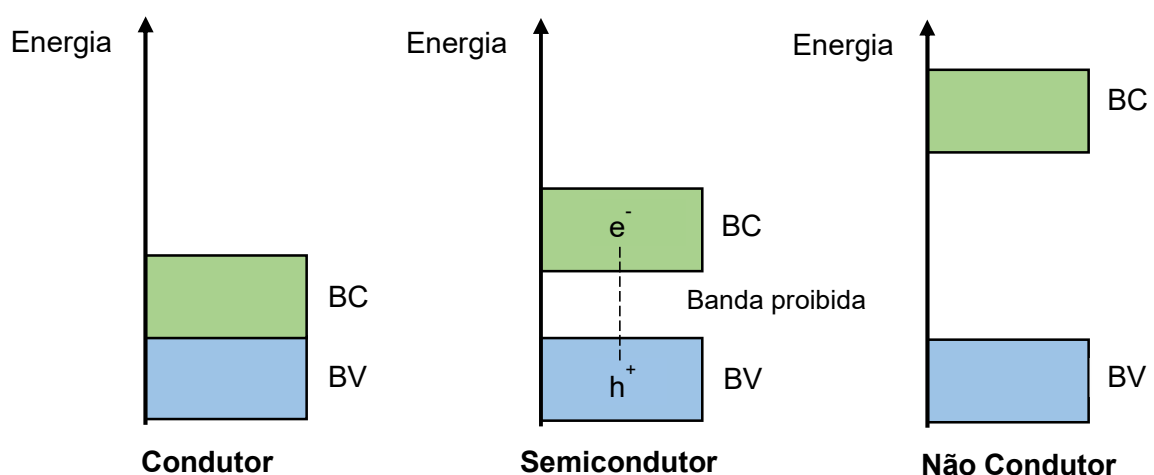 Energia
BC
BV
Condutor
Energia
e-
BC
Banda proibida
h+
BV
Semicondutor
Energia
BC
BV
Não Condutor